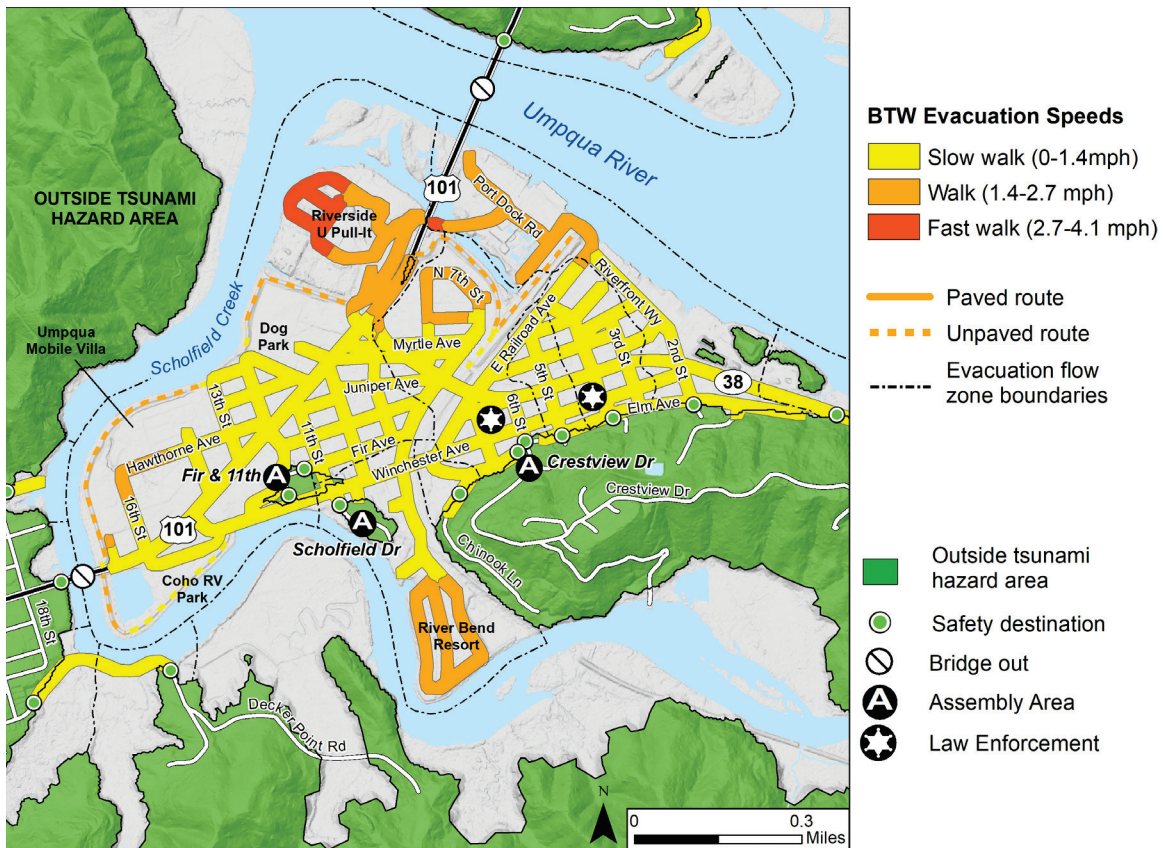 Umpqua River
101
OUTSIDE TSUNAMI
HAZARD AREA
Riverside
U Pull-It
Port Dock Rd
N 7th St
Riverfront Wy
E Railroad Ave
Scholfield Creek
Umpqua
Mobile Villa
Dog
Park
Myrtle Ave
3rd St
2nd St
38
Juniper Ave
5th St
13th St
6th St
Elm Ave
11th St
Fir Ave
Hawthorne Ave
Winchester Ave
A
Fir & 11th
A
Crestview Dr
Crestview Dr
16th St
101
A
Scholfield Dr
Chinook Ln
Coho RV
Park
18th St
River Bend
Resort
Decker Point Rd
N
0
0.3
Miles
BTW Evacuation Speeds
Slow walk (0-1.4mph)
Walk (1.4-2.7 mph)
Fast walk (2.7-4.1 mph)
Paved route
Unpaved route
Evacuation flow
zone boundaries
Outside tsunami
hazard area
Safety destination
Bridge out
A
Assembly Area
Law Enforcement